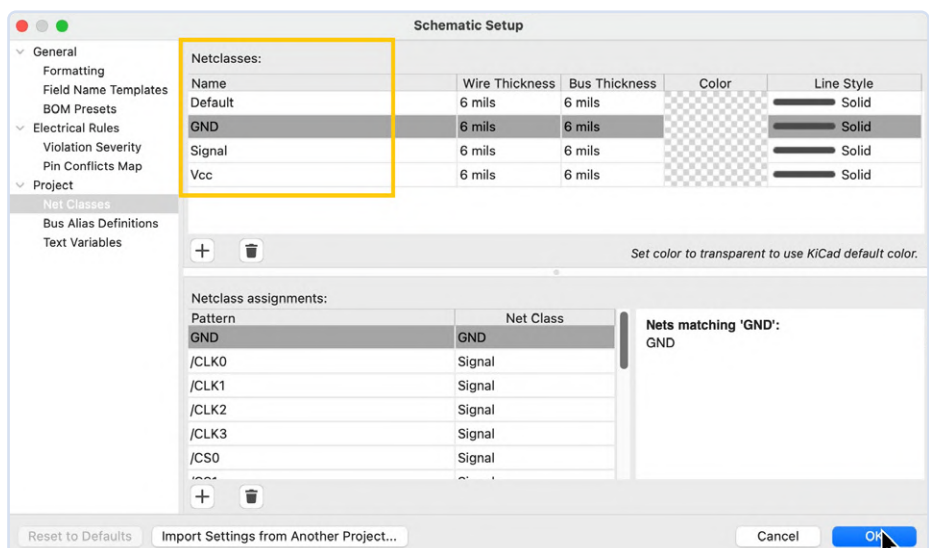 Schematic Setup
General
Formatting
Field Name Templates
BOM Presets
Electrical Rules
Violation Severity
Pin Conflicts Map
Project
Net Classes
Bus Alias Definitions
Text Variables
Netclasses:
Name Wire Thickness Bus Thickness Color Line Style
Default 6 mils 6 mils Solid
GND 6 mils 6 mils Solid
Signal 6 mils 6 mils Solid
Vcc 6 mils 6 mils Solid
Set color to transparent to use KiCad default color.
Netclass assignments:
Pattern Net Class
GND GND
/CLK0 Signal
/CLK1 Signal
/CLK2 Signal
/CLK3 Signal
/CS0 Signal
Nets matching 'GND':
GND
Reset to Defaults Import Settings from Another Project... Cancel OK